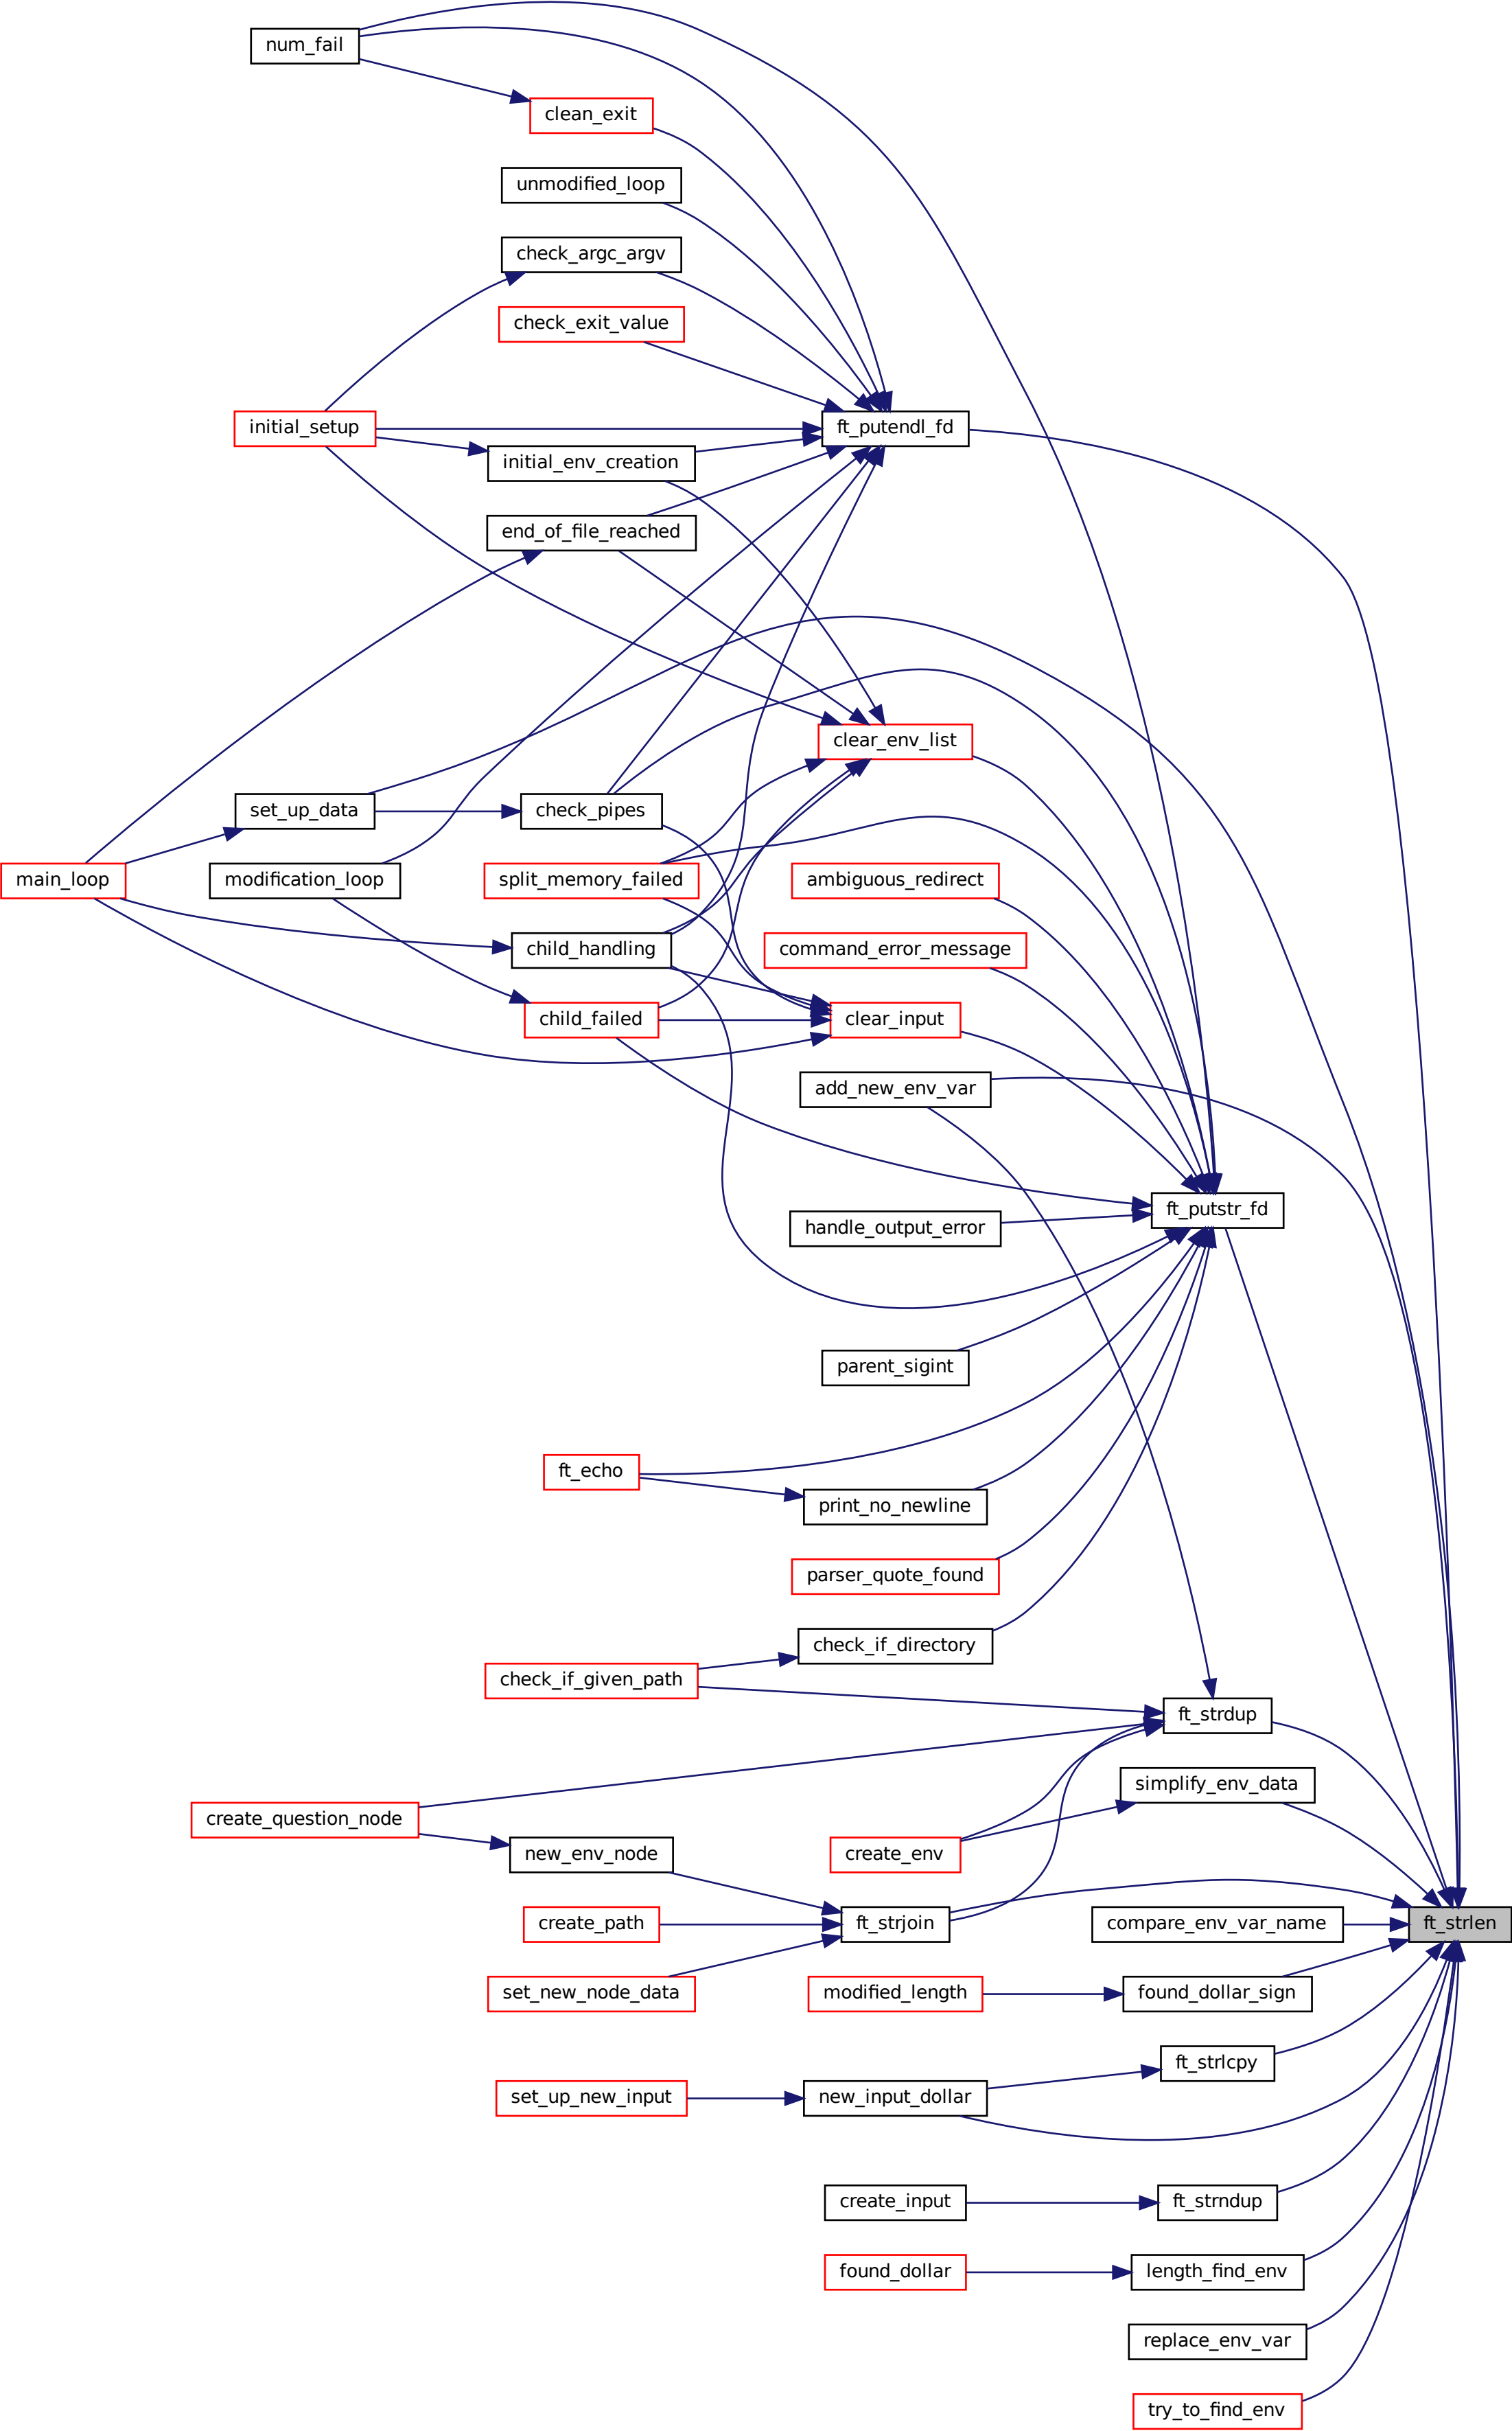 num_fail
clean_exit
unmodified_loop
check_argc_argv
check_exit_value
initial_setup
ft_putendl_fd
initial_env_creation
end_of_file_reached
clear_env_list
set_up_data
check_pipes
main_loop
modification_loop
split_memory_failed
ambiguous_redirect
child_handling
command_error_message
child_failed
clear_input
add_new_env_var
ft_putstr_fd
handle_output_error
parent_sigint
ft_echo
print_no_newline
parser_quote_found
check_if_directory
check_if_given_path
ft_strdup
simplify_env_data
create_question_node
new_env_node
create_env
create_path
ft_strjoin
compare_env_var_name
ft_strlen
set_new_node_data
modified_length
found_dollar_sign
ft_strlcpy
set_up_new_input
new_input_dollar
create_input
ft_strndup
found_dollar
length_find_env
replace_env_var
try_to_find_env